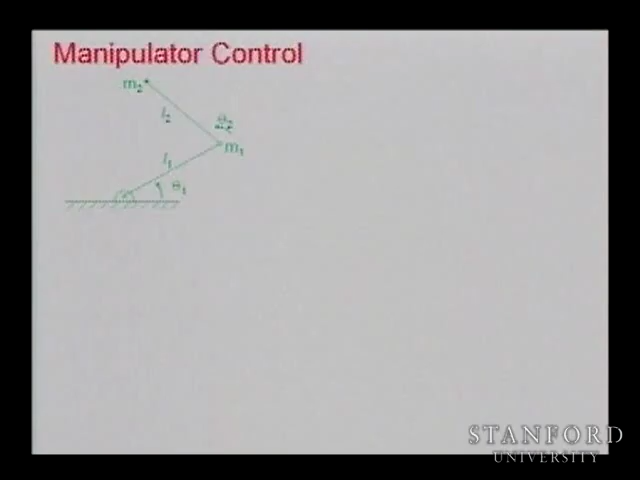 Manipulator Control
m₂
l₂
θ₂
m₁
l₁
θ₁
STANFORD
UNIVERSITY